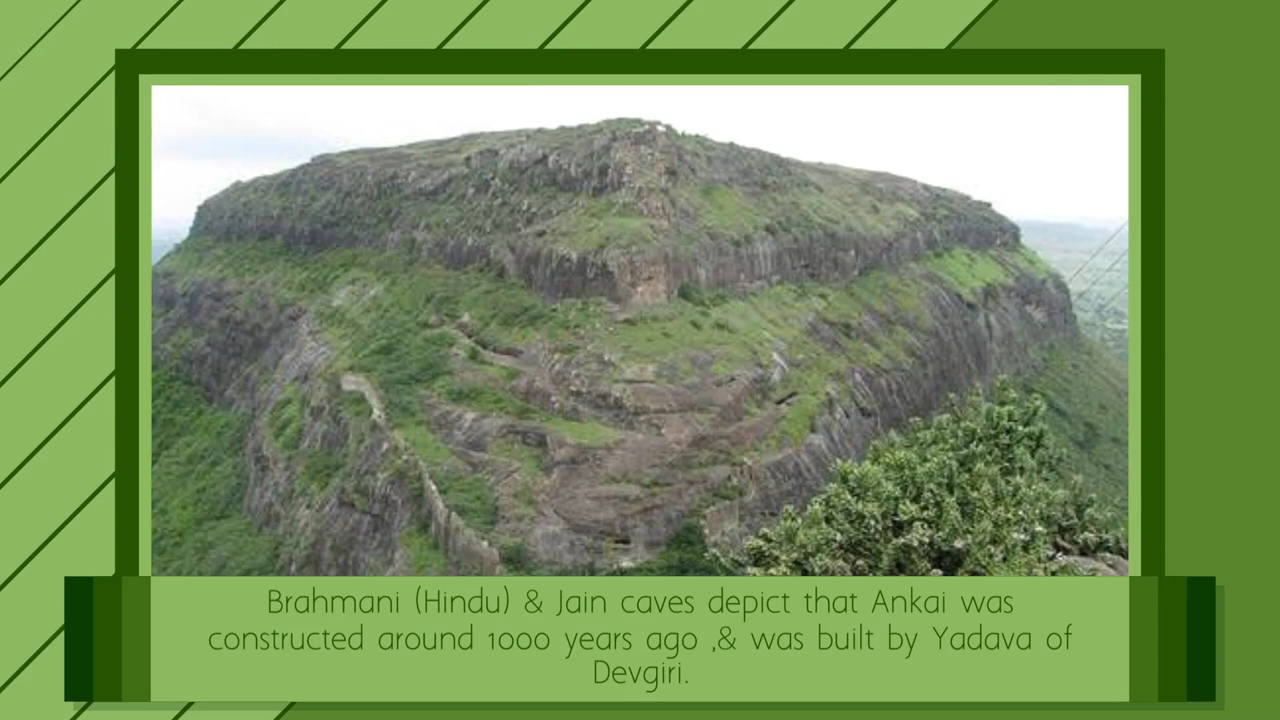 Brahmani (Hindu) & Jain caves depict that Ankai was
constructed around 1000 years ago ,& was built by Yadava of
Devgiri.